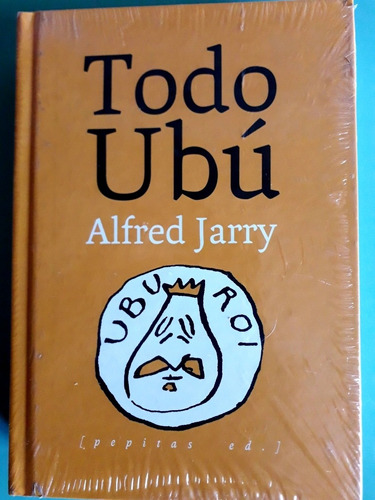 Todo
Ubú
Alfred Jarry
UBU ROI
[pepitas ed.]